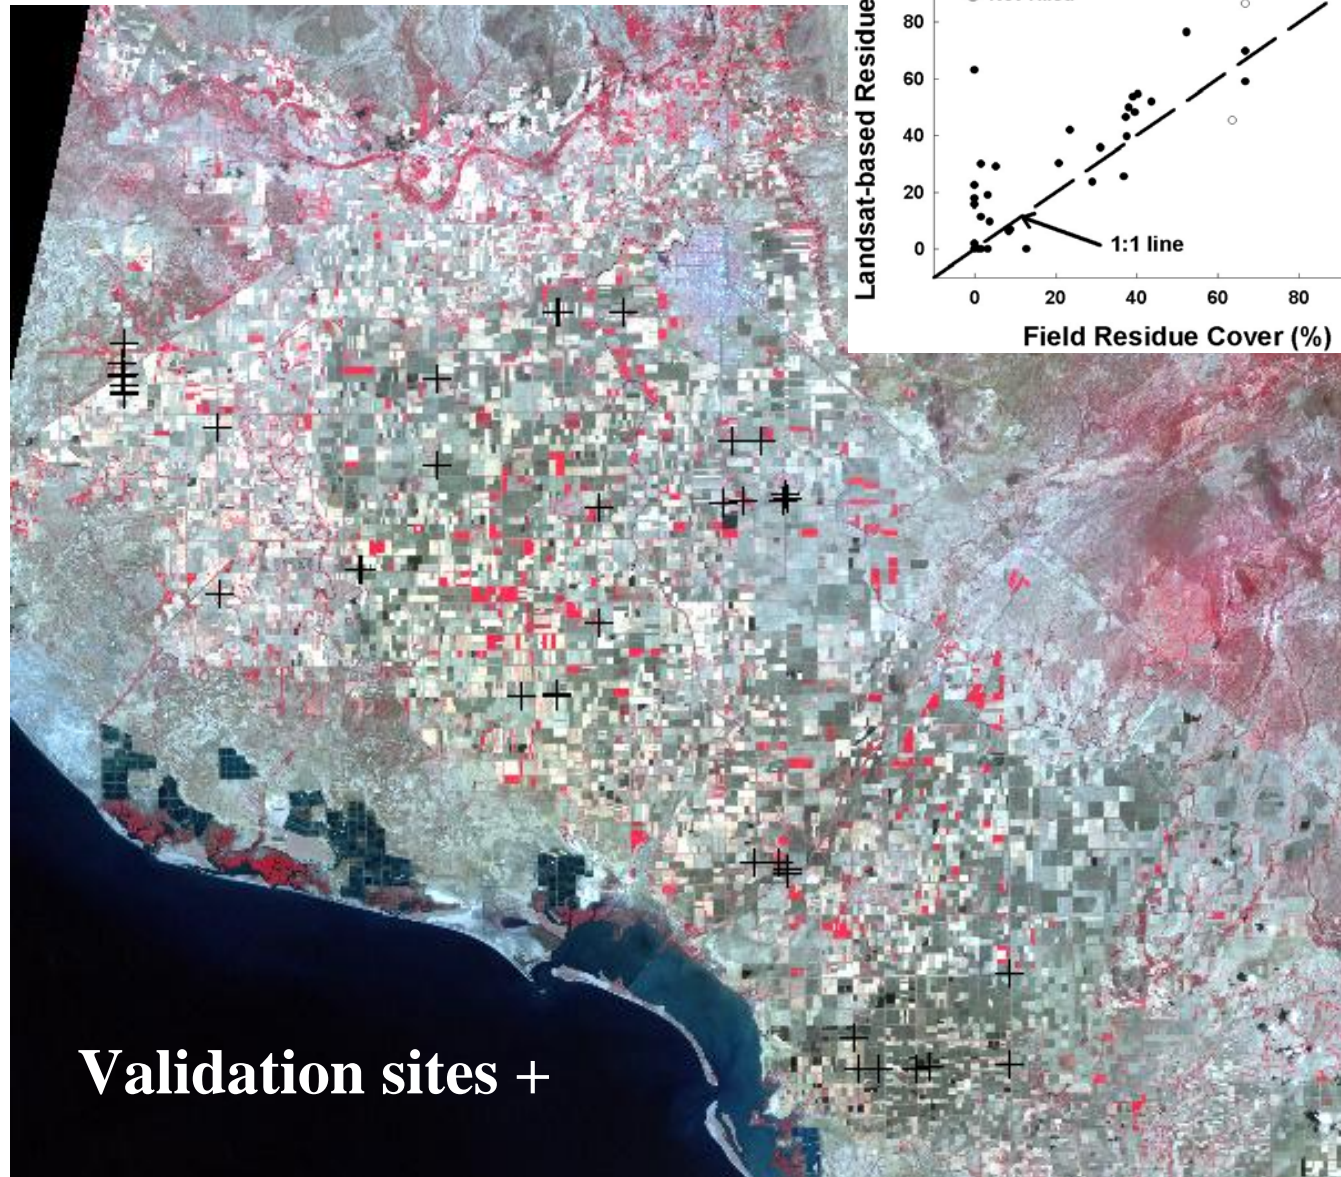 Landsat-based Residue
80
60
40
20
0
1:1 line
0 20 40 60 80
Field Residue Cover (%)
Validation sites +